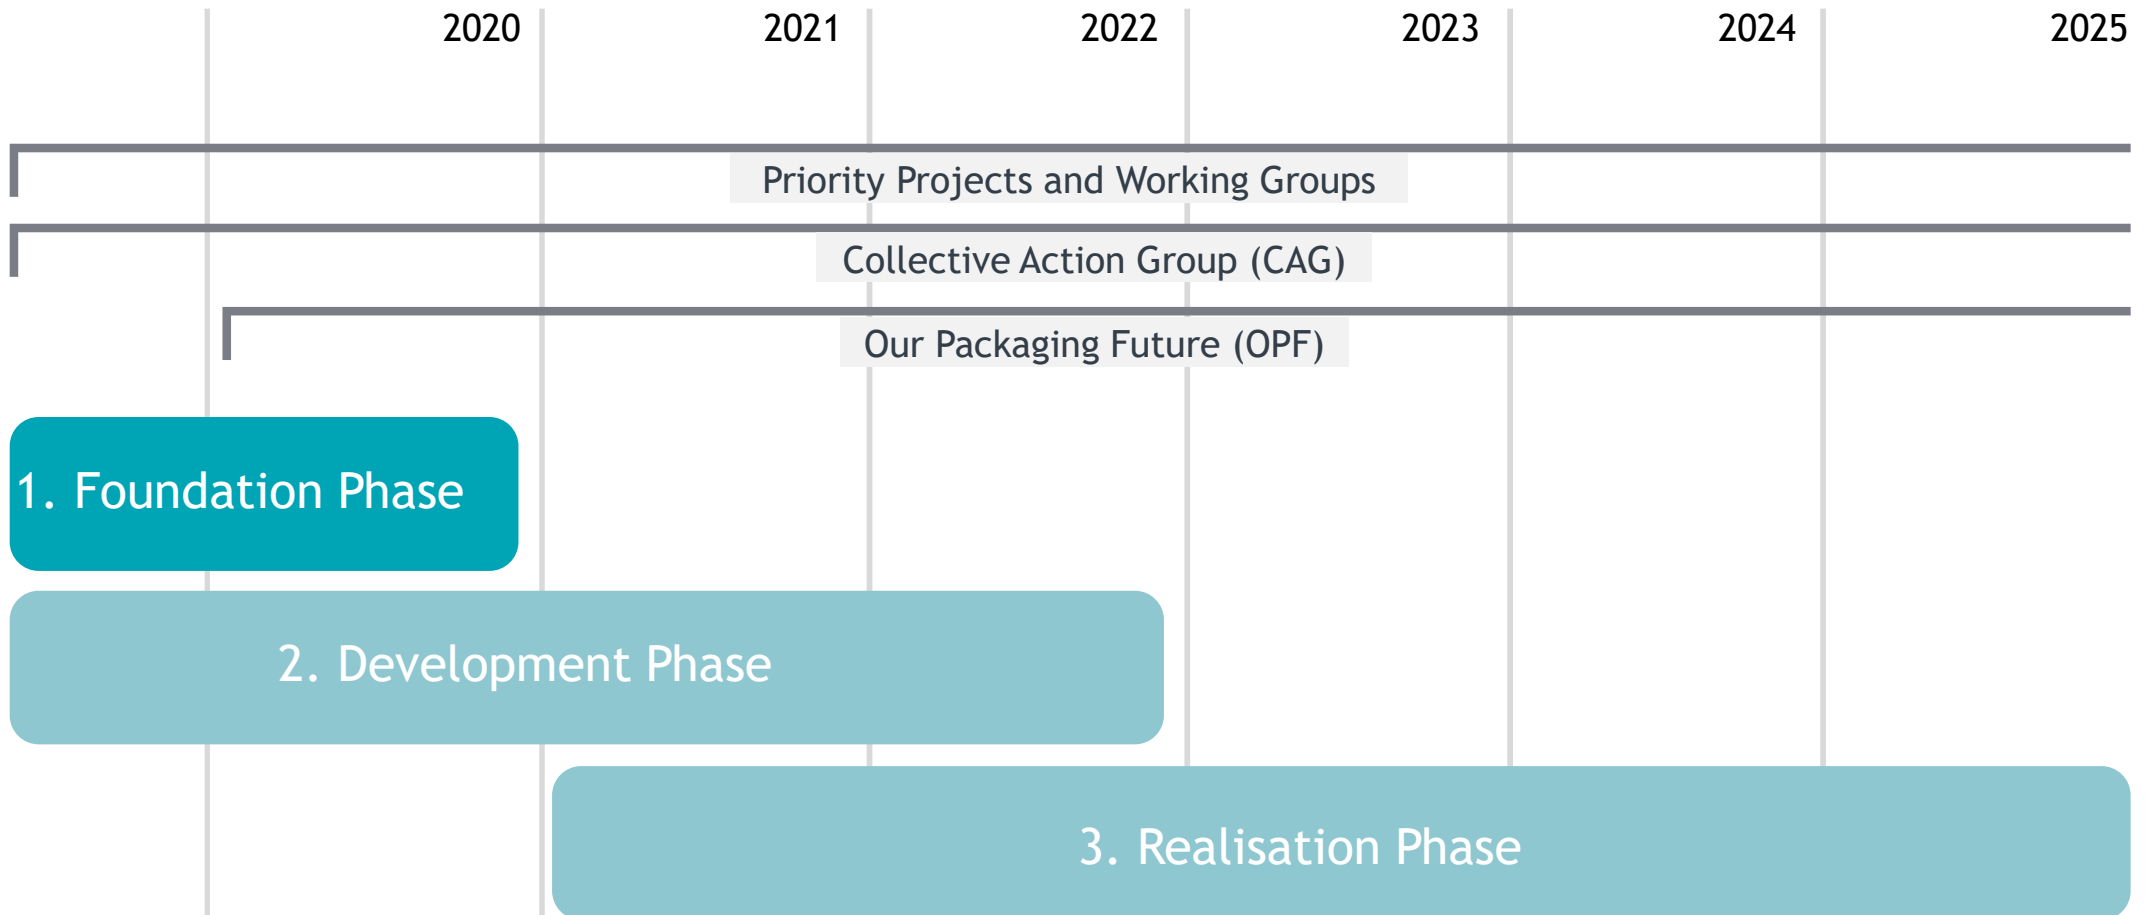 2020 2021 2022 2023 2024 2025
Priority Projects and Working Groups
Collective Action Group (CAG)
Our Packaging Future (OPF)
1. Foundation Phase
2. Development Phase
3. Realisation Phase